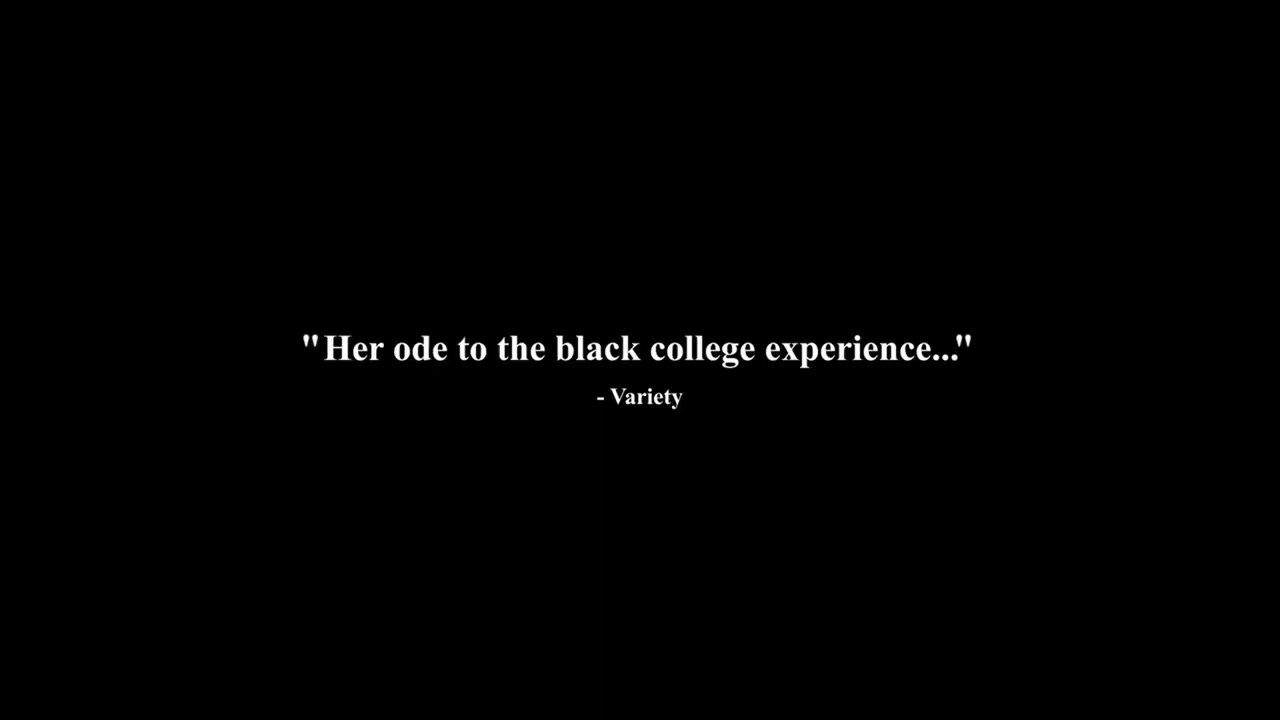 "Her ode to the black college experience..."
- Variety